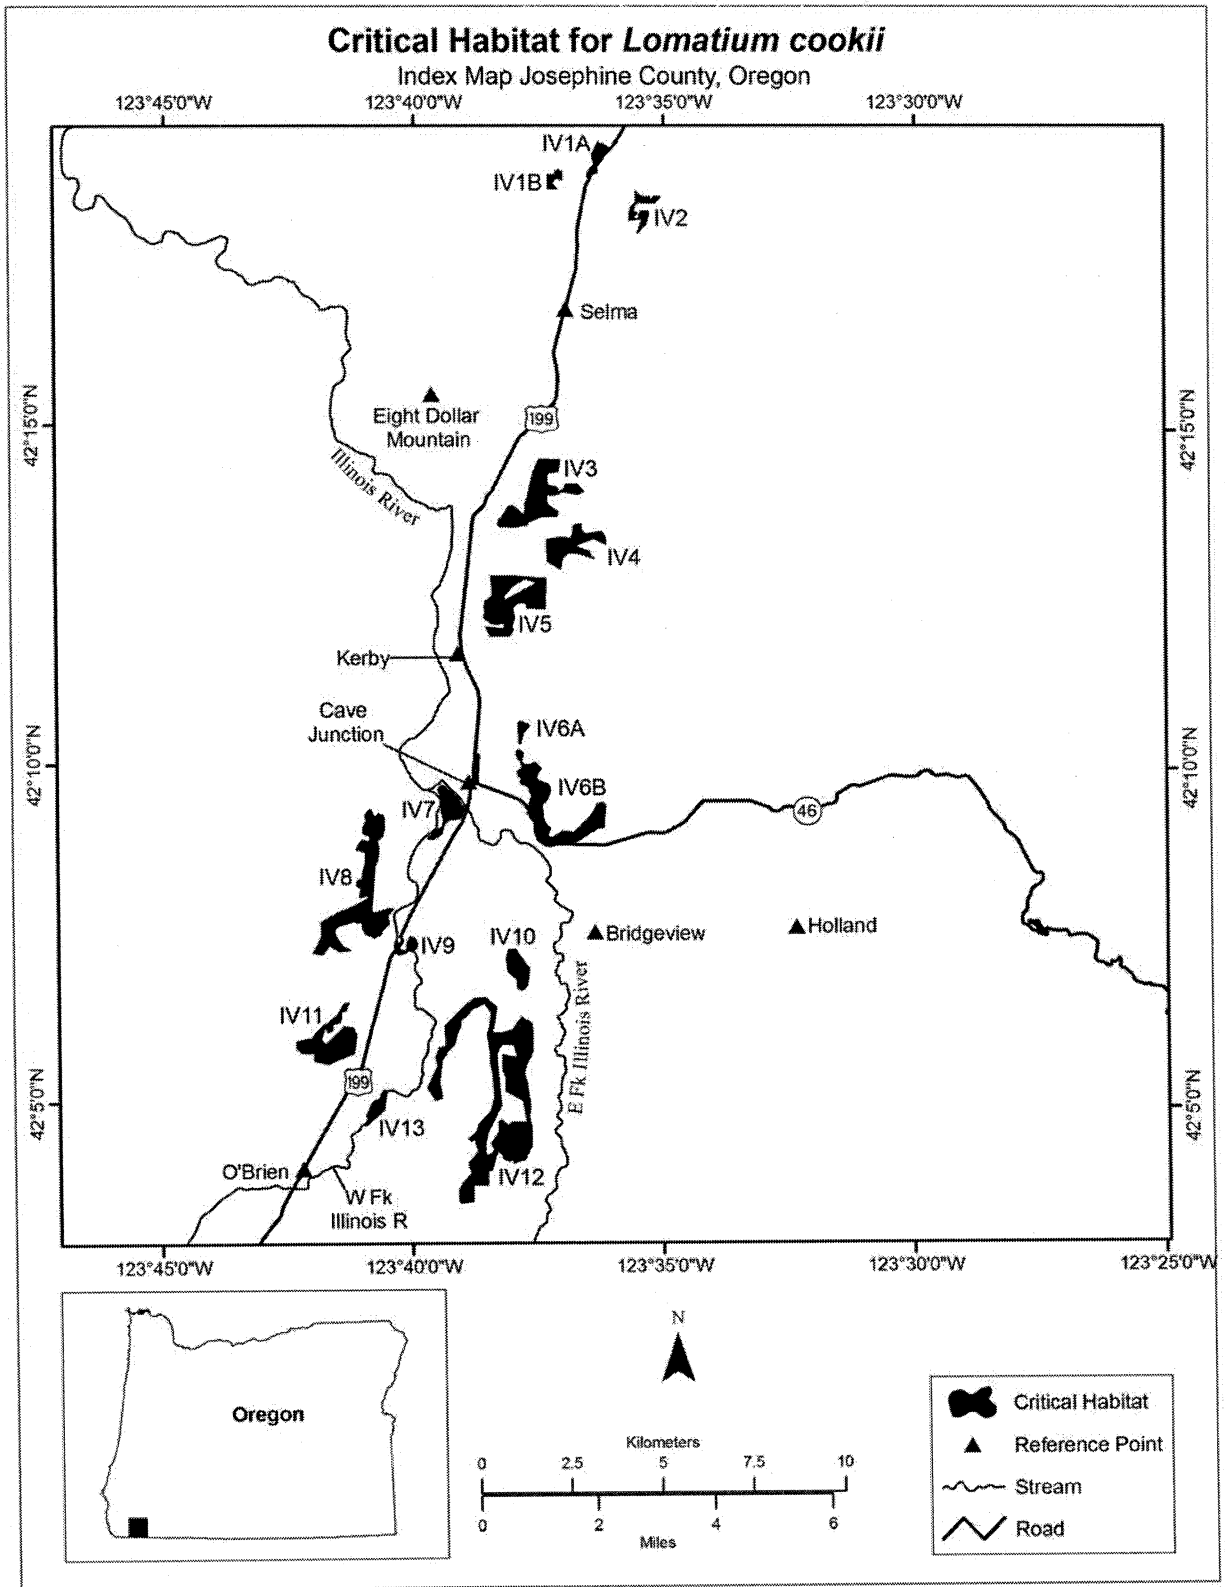 Critical Habitat for Lomatium cookii
Index Map Josephine County, Oregon
123°45'0"W
123°40'0"W
123°35'0"W
123°30'0"W
IV1A
IV1B
IV2
Selma
Eight Dollar
Mountain
199
42°15'0"N
42°15'0"N
Illinois River
IV3
IV4
IV5
Kerby
Cave
Junction
IV6A
42°10'0"N
42°10'0"N
IV6B
IV7
46
IV8
Bridgeview
Holland
IV9
IV10
E Fk Illinois River
IV11
199
42°5'0"N
42°5'0"N
IV13
O'Brien
IV12
W Fk
Illinois R
123°45'0"W
123°40'0"W
123°35'0"W
123°30'0"W
123°25'0"W
Oregon
N
Kilometers
0 2.5 5 7.5 10
0 2 4 6
Miles
Critical Habitat
Reference Point
Stream
Road